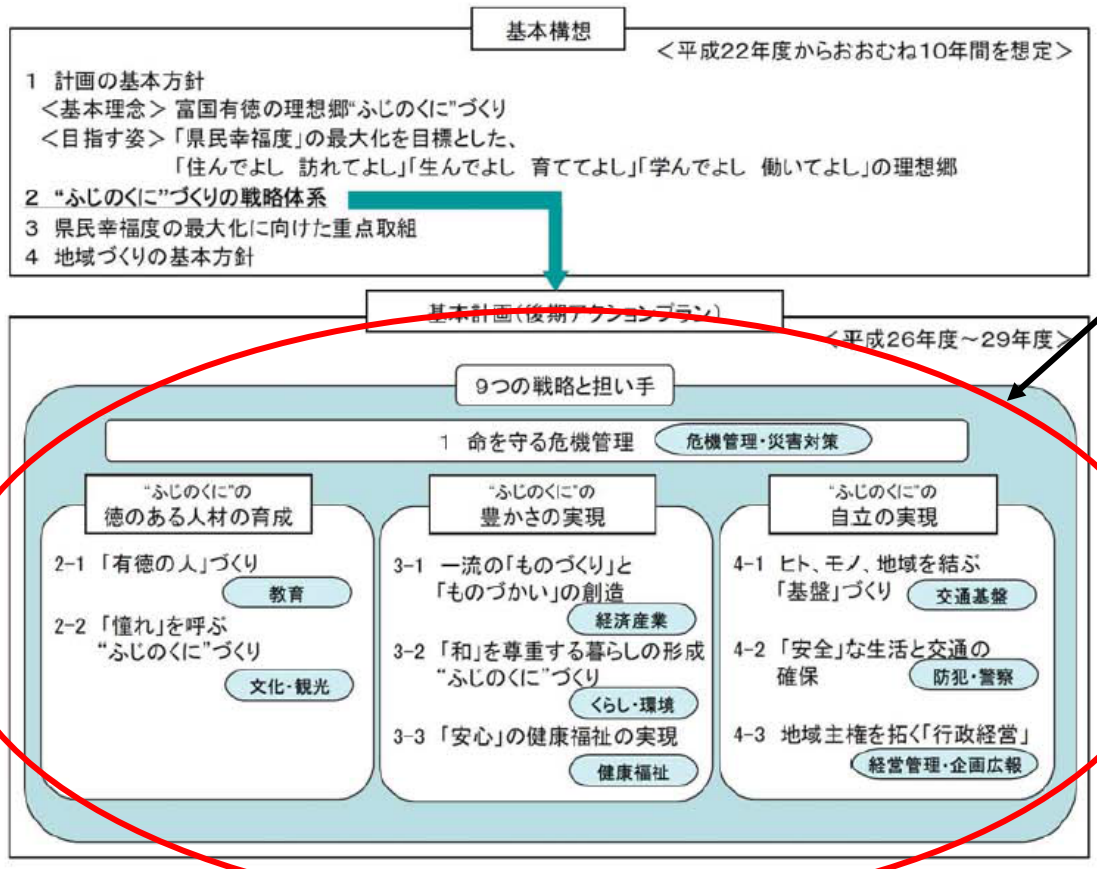 基本構想
＜平成22年度からおおむね10年間を想定＞
1 計画の基本方針
＜基本理念＞ 富国有徳の理想郷“ふじのくに”づくり
＜目指す姿＞「県民幸福度」の最大化を目標とした、
「住んでよし 訪れてよし」「生んでよし 育ててよし」「学んでよし 働いてよし」の理想郷
2 “ふじのくに”づくりの戦略体系
3 県民幸福度の最大化に向けた重点取組
4 地域づくりの基本方針
基本計画(後期アクションプラン)
＜平成26年度～29年度＞
9つの戦略と担い手
1 命を守る危機管理 危機管理・災害対策
“ふじのくに”の
徳のある人材の育成
2-1 「有徳の人」づくり
教育
2-2 「憧れ」を呼ぶ
“ふじのくに”づくり
文化・観光
“ふじのくに”の
豊かさの実現
3-1 一流の「ものづくり」と
「ものづかい」の創造
経済産業
3-2 「和」を尊重する暮らしの形成
“ふじのくに”づくり
くらし・環境
3-3 「安心」の健康福祉の実現
健康福祉
“ふじのくに”の
自立の実現
4-1 ヒト、モノ、地域を結ぶ
「基盤」づくり 交通基盤
4-2 「安全」な生活と交通の
確保 防犯・警察
4-3 地域主権を拓く「行政経営」
経営管理・企画広報